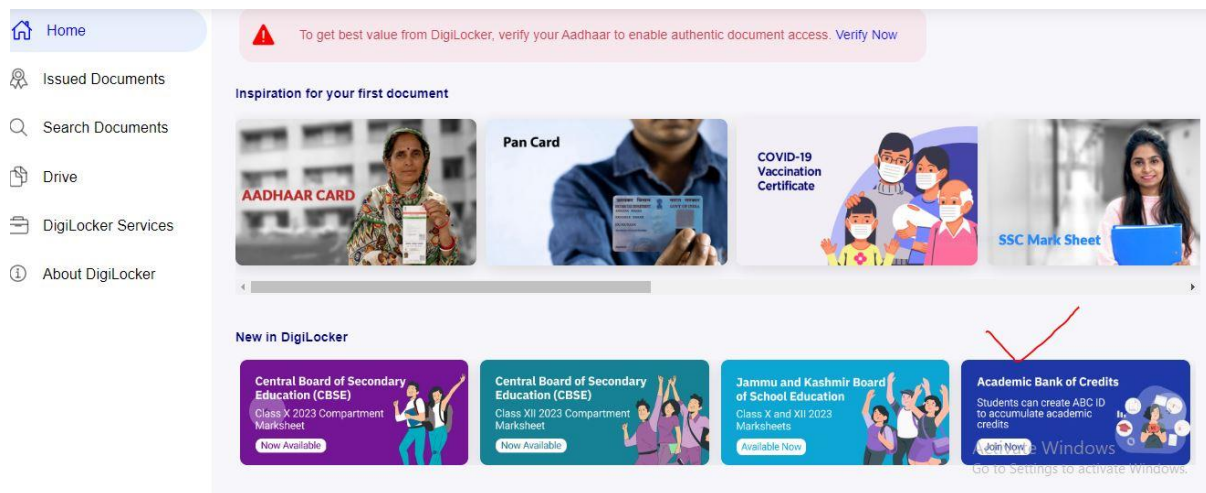 Home
To get best value from DigiLocker, verify your Aadhaar to enable authentic document access. Verify Now
Issued Documents
Search Documents
Drive
DigiLocker Services
About DigiLocker
Inspiration for your first document
AADHAAR CARD
Pan Card
COVID-19
Vaccination
Certificate
SSC Mark Sheet
New in DigiLocker
Central Board of Secondary
Education (CBSE)
Class X 2023 Compartment
Marksheet
Now Available
Central Board of Secondary
Education (CBSE)
Class XII 2023 Compartment
Marksheet
Now Available
Jammu and Kashmir Board
of School Education
Class X and XII 2023
Marksheets
Available Now
Academic Bank of Credits
Students can create ABC ID
to accumulate academic
credits
Join Now
Activate Windows
Go to Settings to activate Windows.